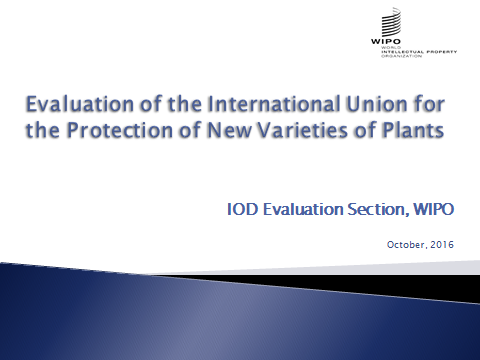 WIPO
WORLD
INTELLECTUAL PROPERTY
ORGANIZATION
Evaluation of the International Union for
the Protection of New Varieties of Plants
IOD Evaluation Section, WIPO
October, 2016